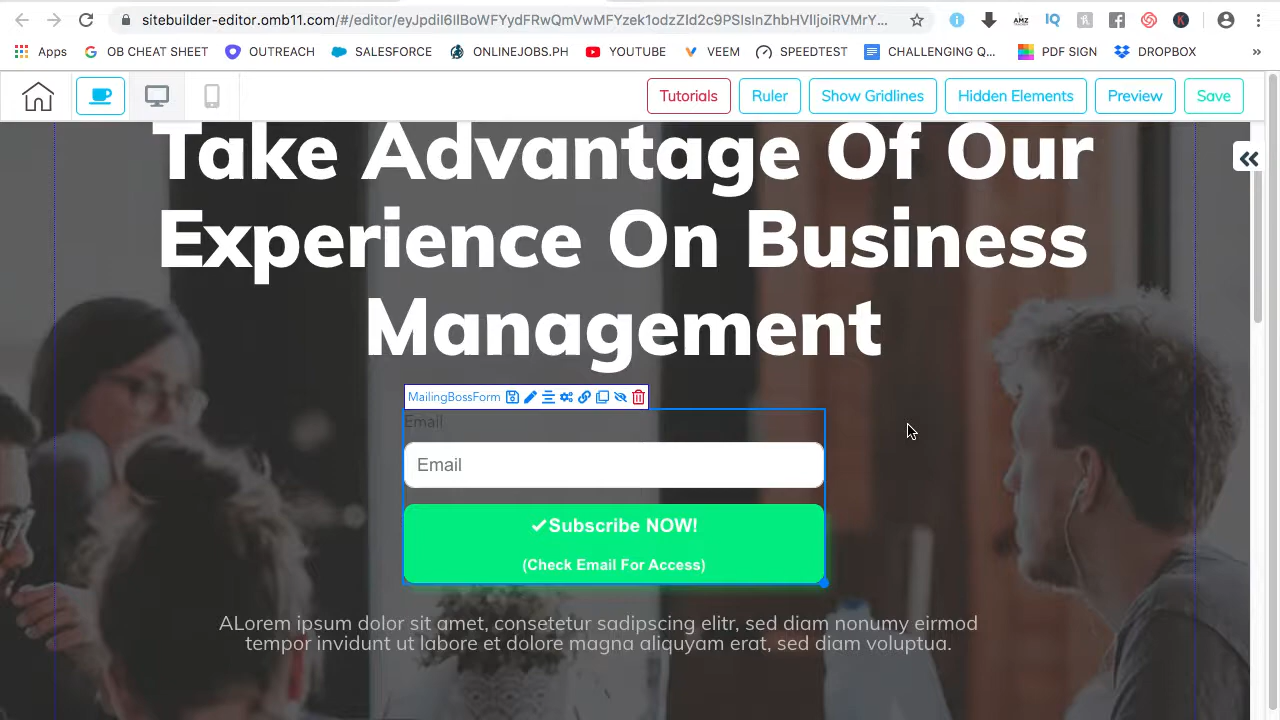 sitebuilder-editor.omb11.com/#/editor/eyJpdil6IlBoWFYydFRwQmVwMFYzek1odzZId2c9PSIsnZhbHVlIjoiRVMrY...
Apps
OB CHEAT SHEET
OUTREACH
SALESFORCE
ONLINEJOBS.PH
YOUTUBE
VEEM
SPEEDTEST
CHALLENGING Q...
PDF SIGN
DROPBOX
Tutorials
Ruler
Show Gridlines
Hidden Elements
Preview
Save
Take Advantage Of Our
Experience On Business
Management
MailingBossForm
Email
Email
Subscribe NOW!
(Check Email For Access)
ALorem ipsum dolor sit amet, consetetur sadipscing elitr, sed diam nonumy eirmod
tempor invidunt ut labore et dolore magna aliquyam erat, sed diam voluptua.